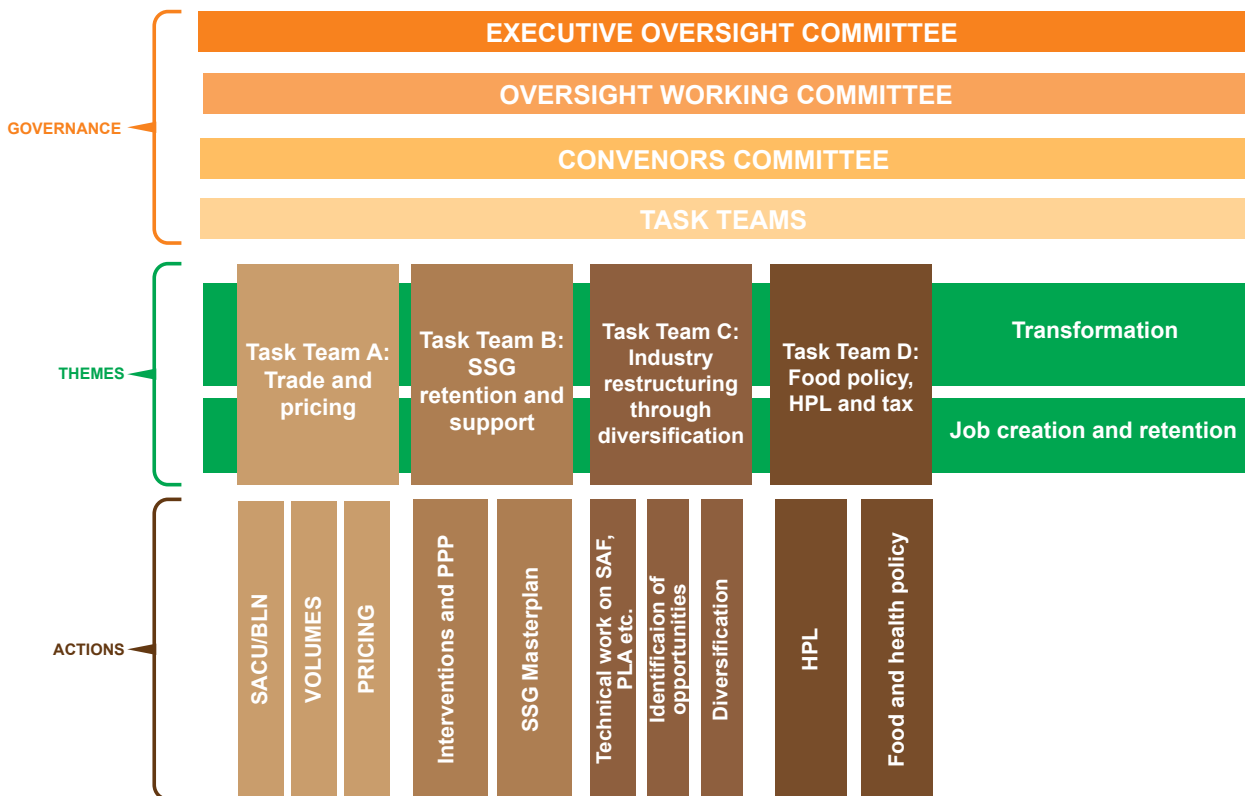 EXECUTIVE OVERSIGHT COMMITTEE
OVERSIGHT WORKING COMMITTEE
GOVERNANCE
CONVENORS COMMITTEE
TASK TEAMS
THEMES
Task Team A:
Trade and
pricing
Task Team B:
SSG
retention and
support
Task Team C:
Industry
restructuring
through
diversification
Task Team D:
Food policy,
HPL and tax
Transformation
Job creation and retention
ACTIONS
SACU/BLN
VOLUMES
PRICING
Interventions and PPP
SSG Masterplan
Technical work on SAF,
PLA etc.
Identificaion of
opportunities
Diversification
HPL
Food and health policy